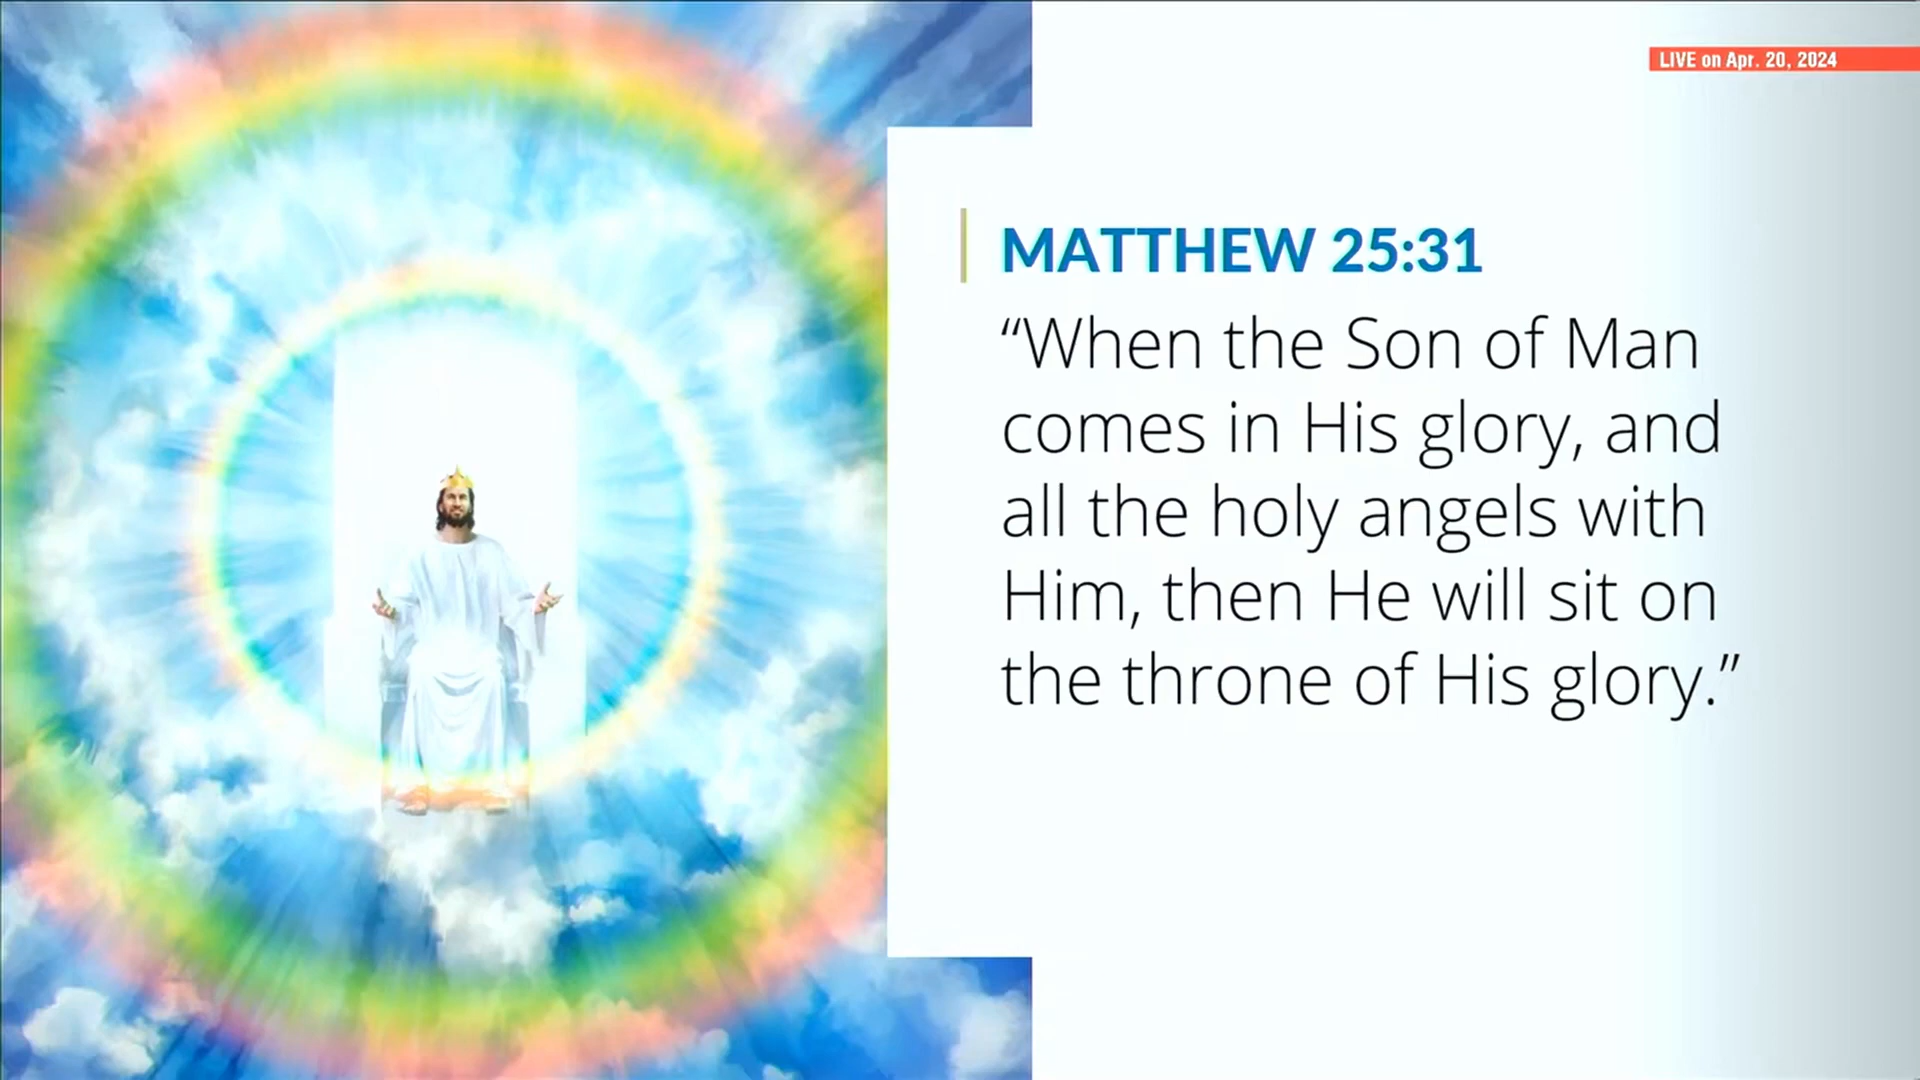 LIVE on Apr. 20, 2024
MATTHEW 25:31
“When the Son of Man
comes in His glory, and
all the holy angels with
Him, then He will sit on
the throne of His glory.”